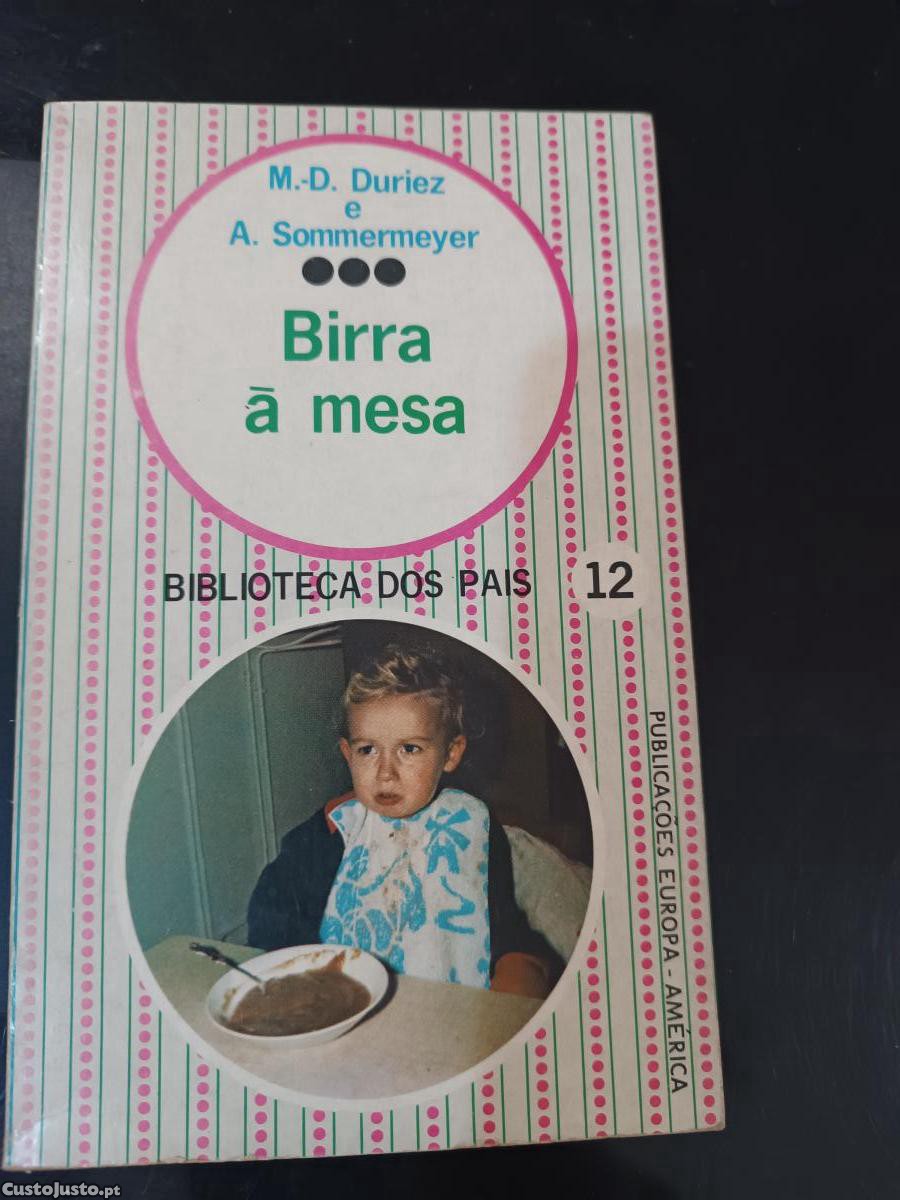 M.-D. Duriez
e
A. Sommermeyer
Birra
à mesa
BIBLIOTECA DOS PAIS 12
PUBLICAÇÕES EUROPA-AMÉRICA
CustoJusto.pt